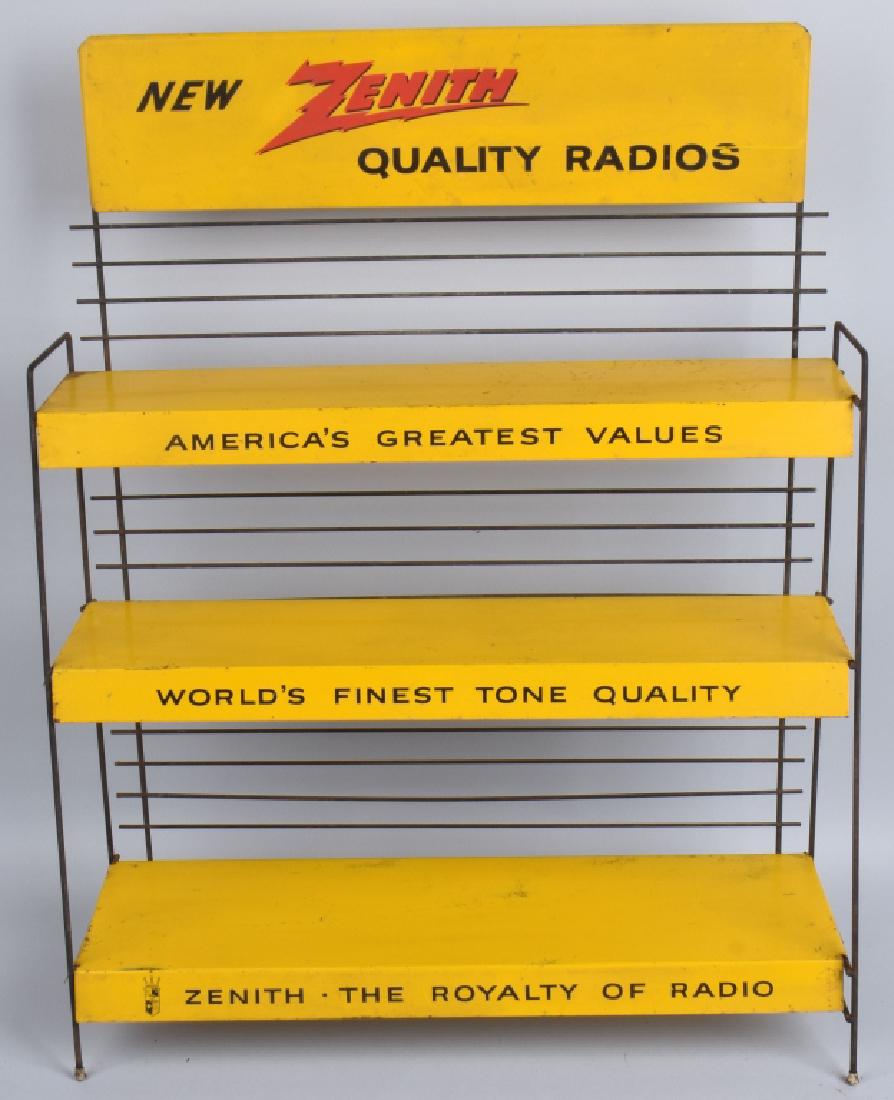 NEW ZENITH
QUALITY RADIOS
AMERICA'S GREATEST VALUES
WORLD'S FINEST TONE QUALITY
ZENITH · THE ROYALTY OF RADIO